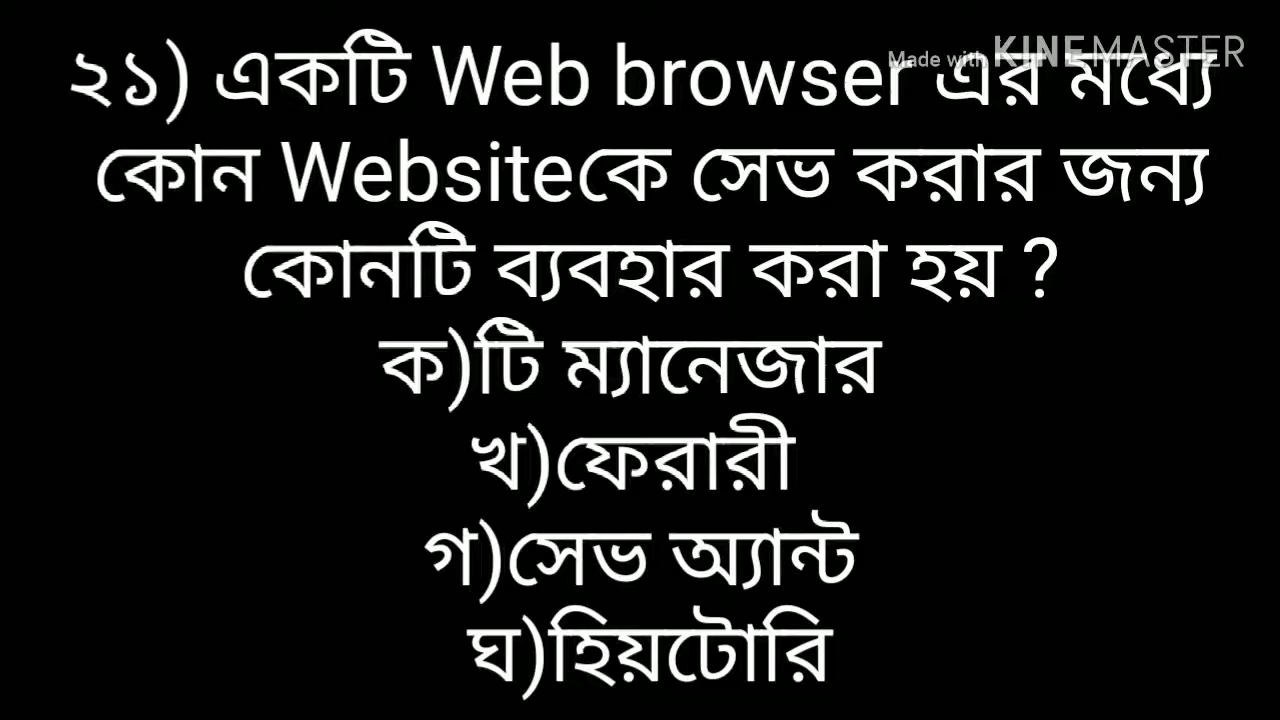 ২১) একটি Web browser এর মধ্যে
Made with KINEMASTER
কোন Websiteকে সেভ করার জন্য
কোনটি ব্যবহার করা হয় ?
ক)টি ম্যানেজার
খ)ফেরারী
গ)সেভ অ্যান্ট
ঘ)হিয়টোরি